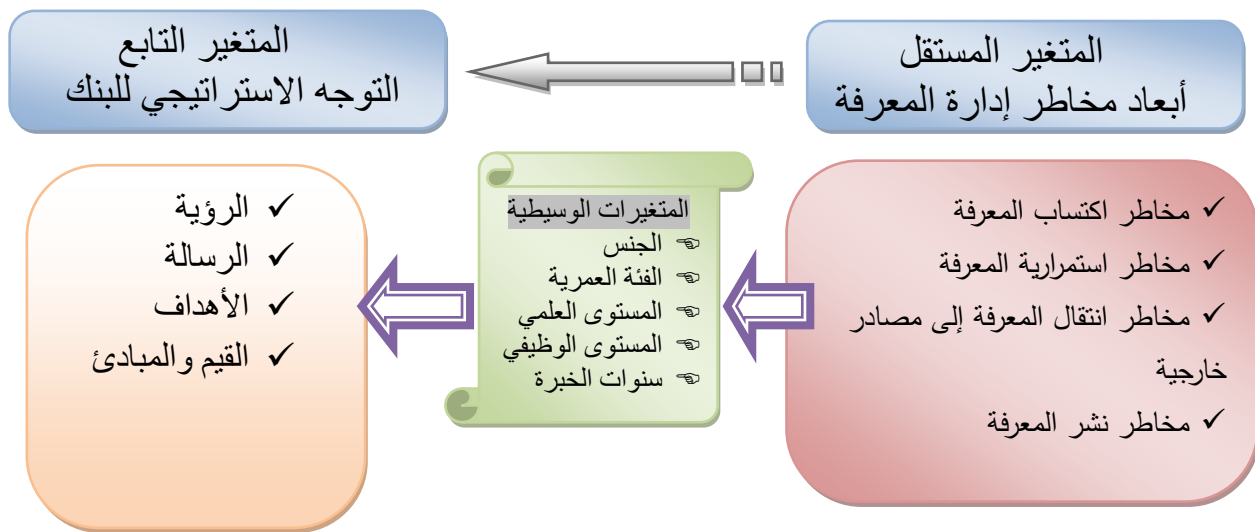 المتغير المستقل
أبعاد مخاطر إدارة المعرفة
المتغير التابع
التوجه الاستراتيجي للبنك
✓ مخاطر اكتساب المعرفة
✓ مخاطر استمرارية المعرفة
✓ مخاطر انتقال المعرفة إلى مصادر
خارجية
✓ مخاطر نشر المعرفة
المتغيرات الوسيطية
☜ الجنس
☜ الفئة العمرية
☜ المستوى العلمي
☜ المستوى الوظيفي
☜ سنوات الخبرة
✓ الرؤية
✓ الرسالة
✓ الأهداف
✓ القيم والمبادئ